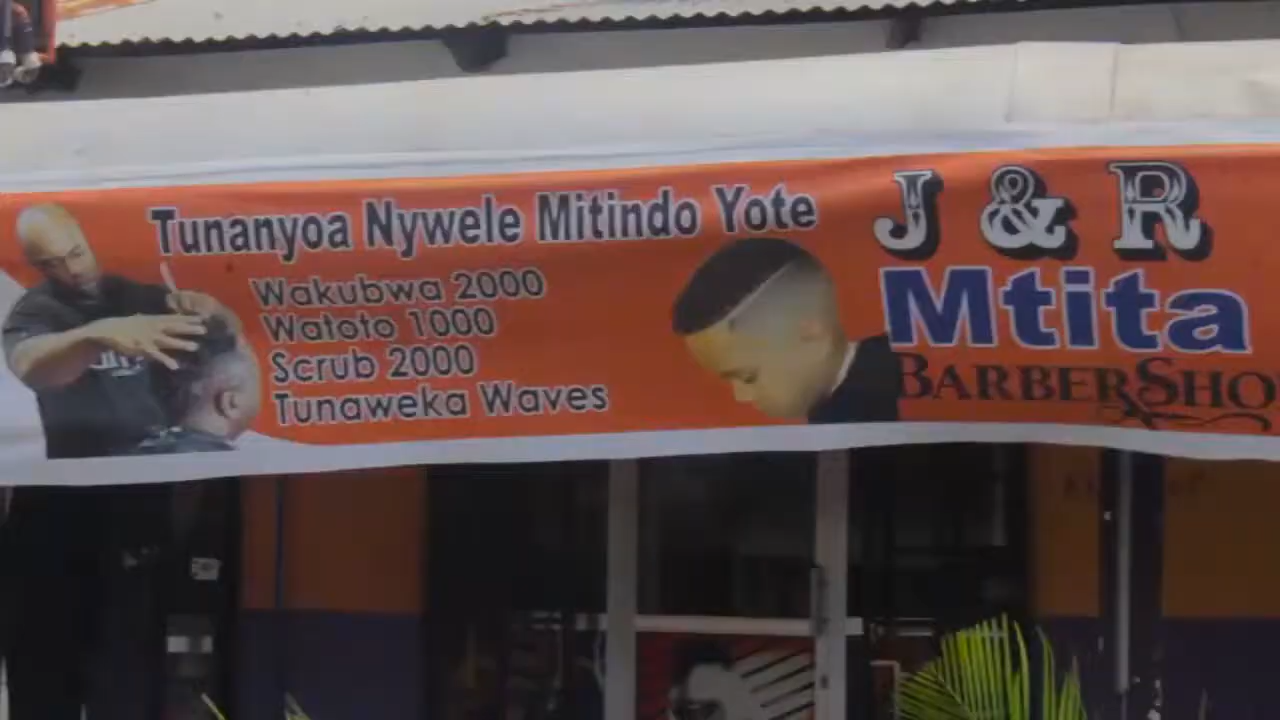 Tunanyoa Nywele Mitindo Yote
Wakubwa 2000
Watoto 1000
Scrub 2000
Tunaweka Waves
J & R
Mtita
BARBERSHO